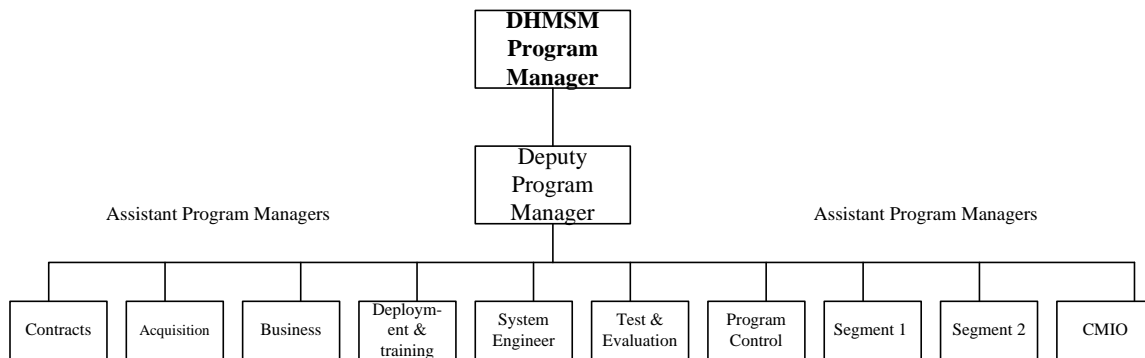 DHMSM
Program
Manager
Deputy
Program
Manager
Assistant Program Managers
Assistant Program Managers
Contracts
Acquisition
Business
Deploym-
ent &
training
System
Engineer
Test &
Evaluation
Program
Control
Segment 1
Segment 2
CMIO